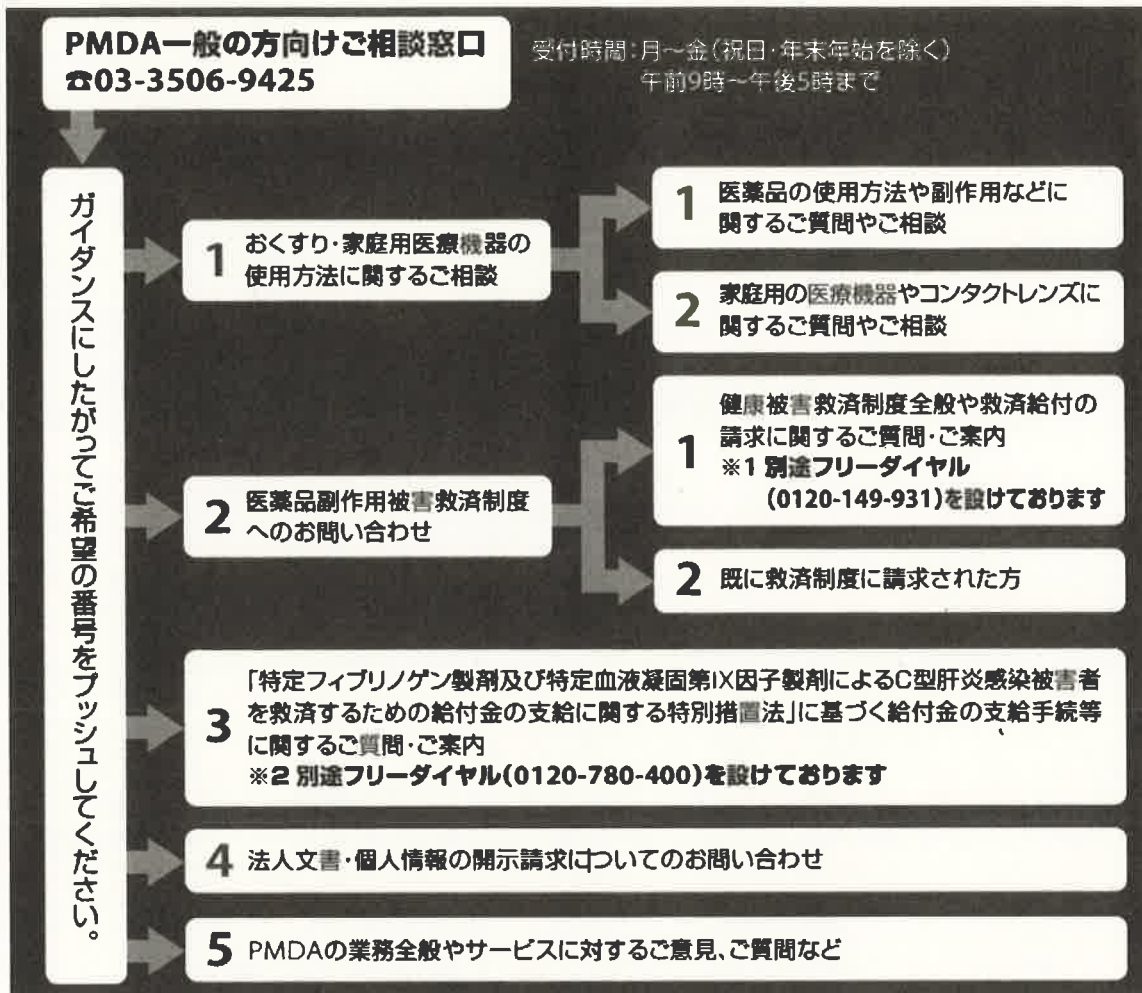 PMDA一般の方向けご相談窓口
☎03-3506-9425
受付時間:月～金(祝日・年末年始を除く)
午前9時～午後5時まで
ガイダンスにしたがってご希望の番号をプッシュしてください。
1 おくすり・家庭用医療機器の
使用方法に関するご相談
1 医薬品の使用方法や副作用などに
関するご質問やご相談
2 家庭用の医療機器やコンタクトレンズに
関するご質問やご相談
2 医薬品副作用被害救済制度
へのお問い合わせ
1 健康被害救済制度全般や救済給付の
請求に関するご質問・ご案内
※1 別途フリーダイヤル
(0120-149-931)を設けております
2 既に救済制度に請求された方
3 「特定フィブリノゲン製剤及び特定血液凝固第IX因子製剤によるC型肝炎感染被害者
を救済するための給付金の支給に関する特別措置法」に基づく給付金の支給手続等
に関するご質問・ご案内
※2 別途フリーダイヤル(0120-780-400)を設けております
4 法人文書・個人情報の開示請求についてのお問い合わせ
5 PMDAの業務全般やサービスに対するご意見、ご質問など